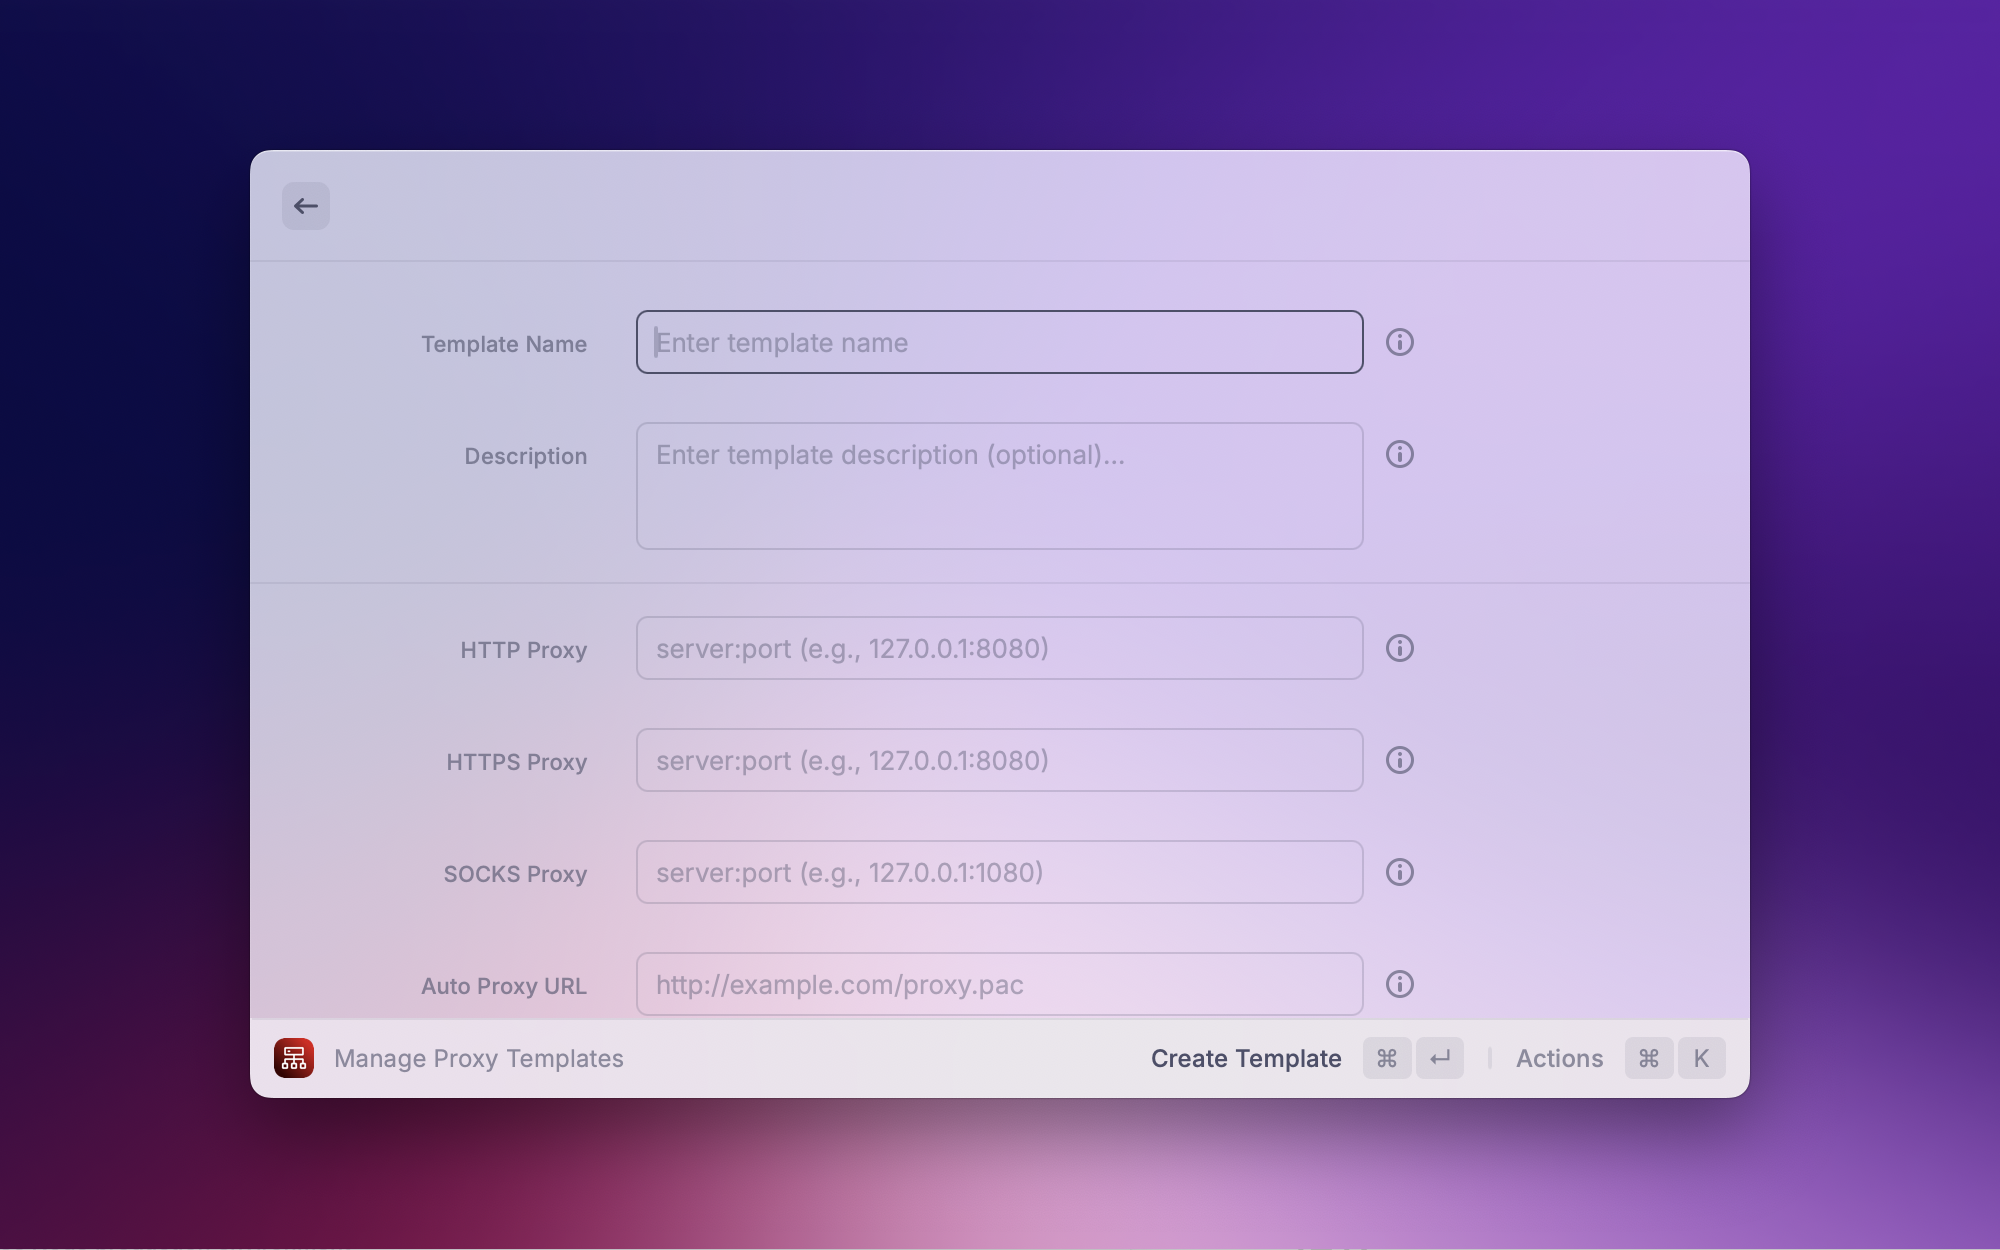 Template Name
Enter template name
Description
Enter template description (optional)...
HTTP Proxy
server:port (e.g., 127.0.0.1:8080)
HTTPS Proxy
server:port (e.g., 127.0.0.1:8080)
SOCKS Proxy
server:port (e.g., 127.0.0.1:1080)
Auto Proxy URL
http://example.com/proxy.pac
Manage Proxy Templates
Create Template ⌘ ↵
Actions ⌘ K